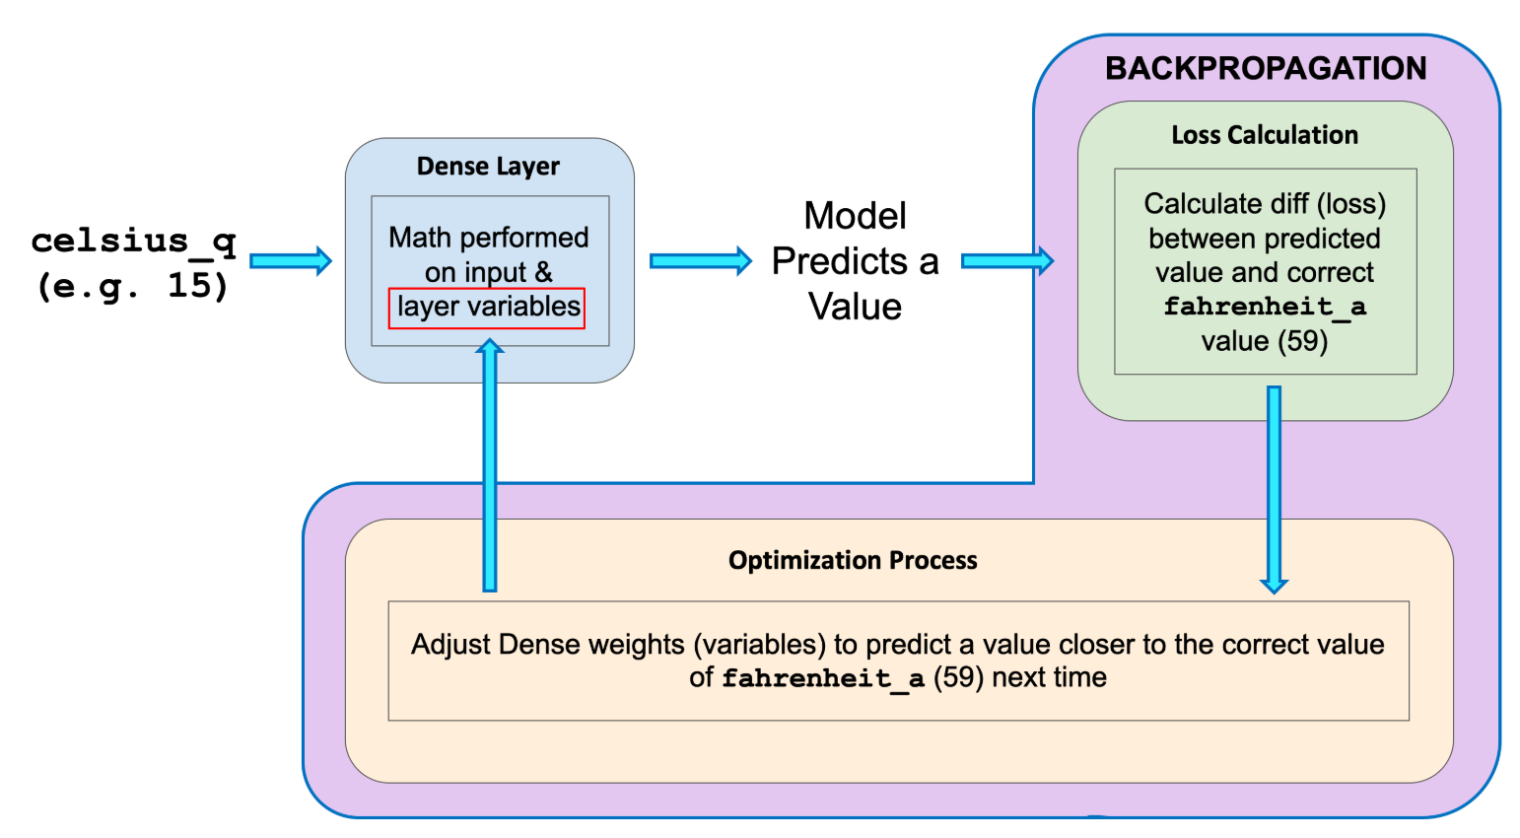 BACKPROPAGATION
Loss Calculation
Dense Layer
Calculate diff (loss)
between predicted
value and correct
fahrenheit_a
value (59)
celsius_q
(e.g. 15)
Math performed
on input &
layer variables
Model
Predicts a
Value
Optimization Process
Adjust Dense weights (variables) to predict a value closer to the correct value
of fahrenheit_a (59) next time